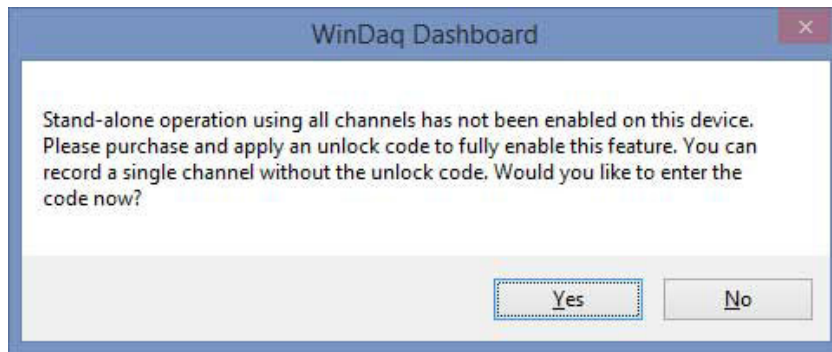 WinDaq Dashboard
Stand-alone operation using all channels has not been enabled on this device.
Please purchase and apply an unlock code to fully enable this feature. You can
record a single channel without the unlock code. Would you like to enter the
code now?
Yes
No